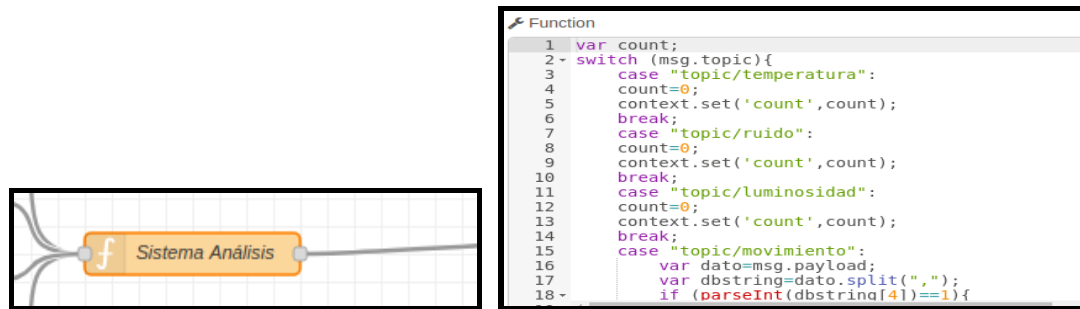 Sistema Análisis
Function
1 var count;
2 switch (msg.topic){
3 case "topic/temperatura":
4 count=0;
5 context.set('count',count);
6 break;
7 case "topic/ruido":
8 count=0;
9 context.set('count',count);
10 break;
11 case "topic/luminosidad":
12 count=0;
13 context.set('count',count);
14 break;
15 case "topic/movimiento":
16 var dato=msg.payload;
17 var dbstring=dato.split(",");
18 if (parseInt(dbstring[4])==1){